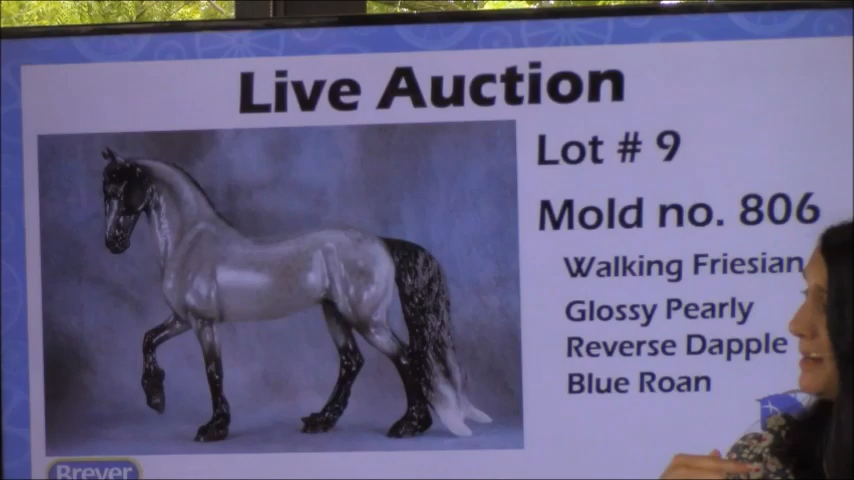 Live Auction
Lot # 9
Mold no. 806
Walking Friesian
Glossy Pearly
Reverse Dapple
Blue Roan
Breyer